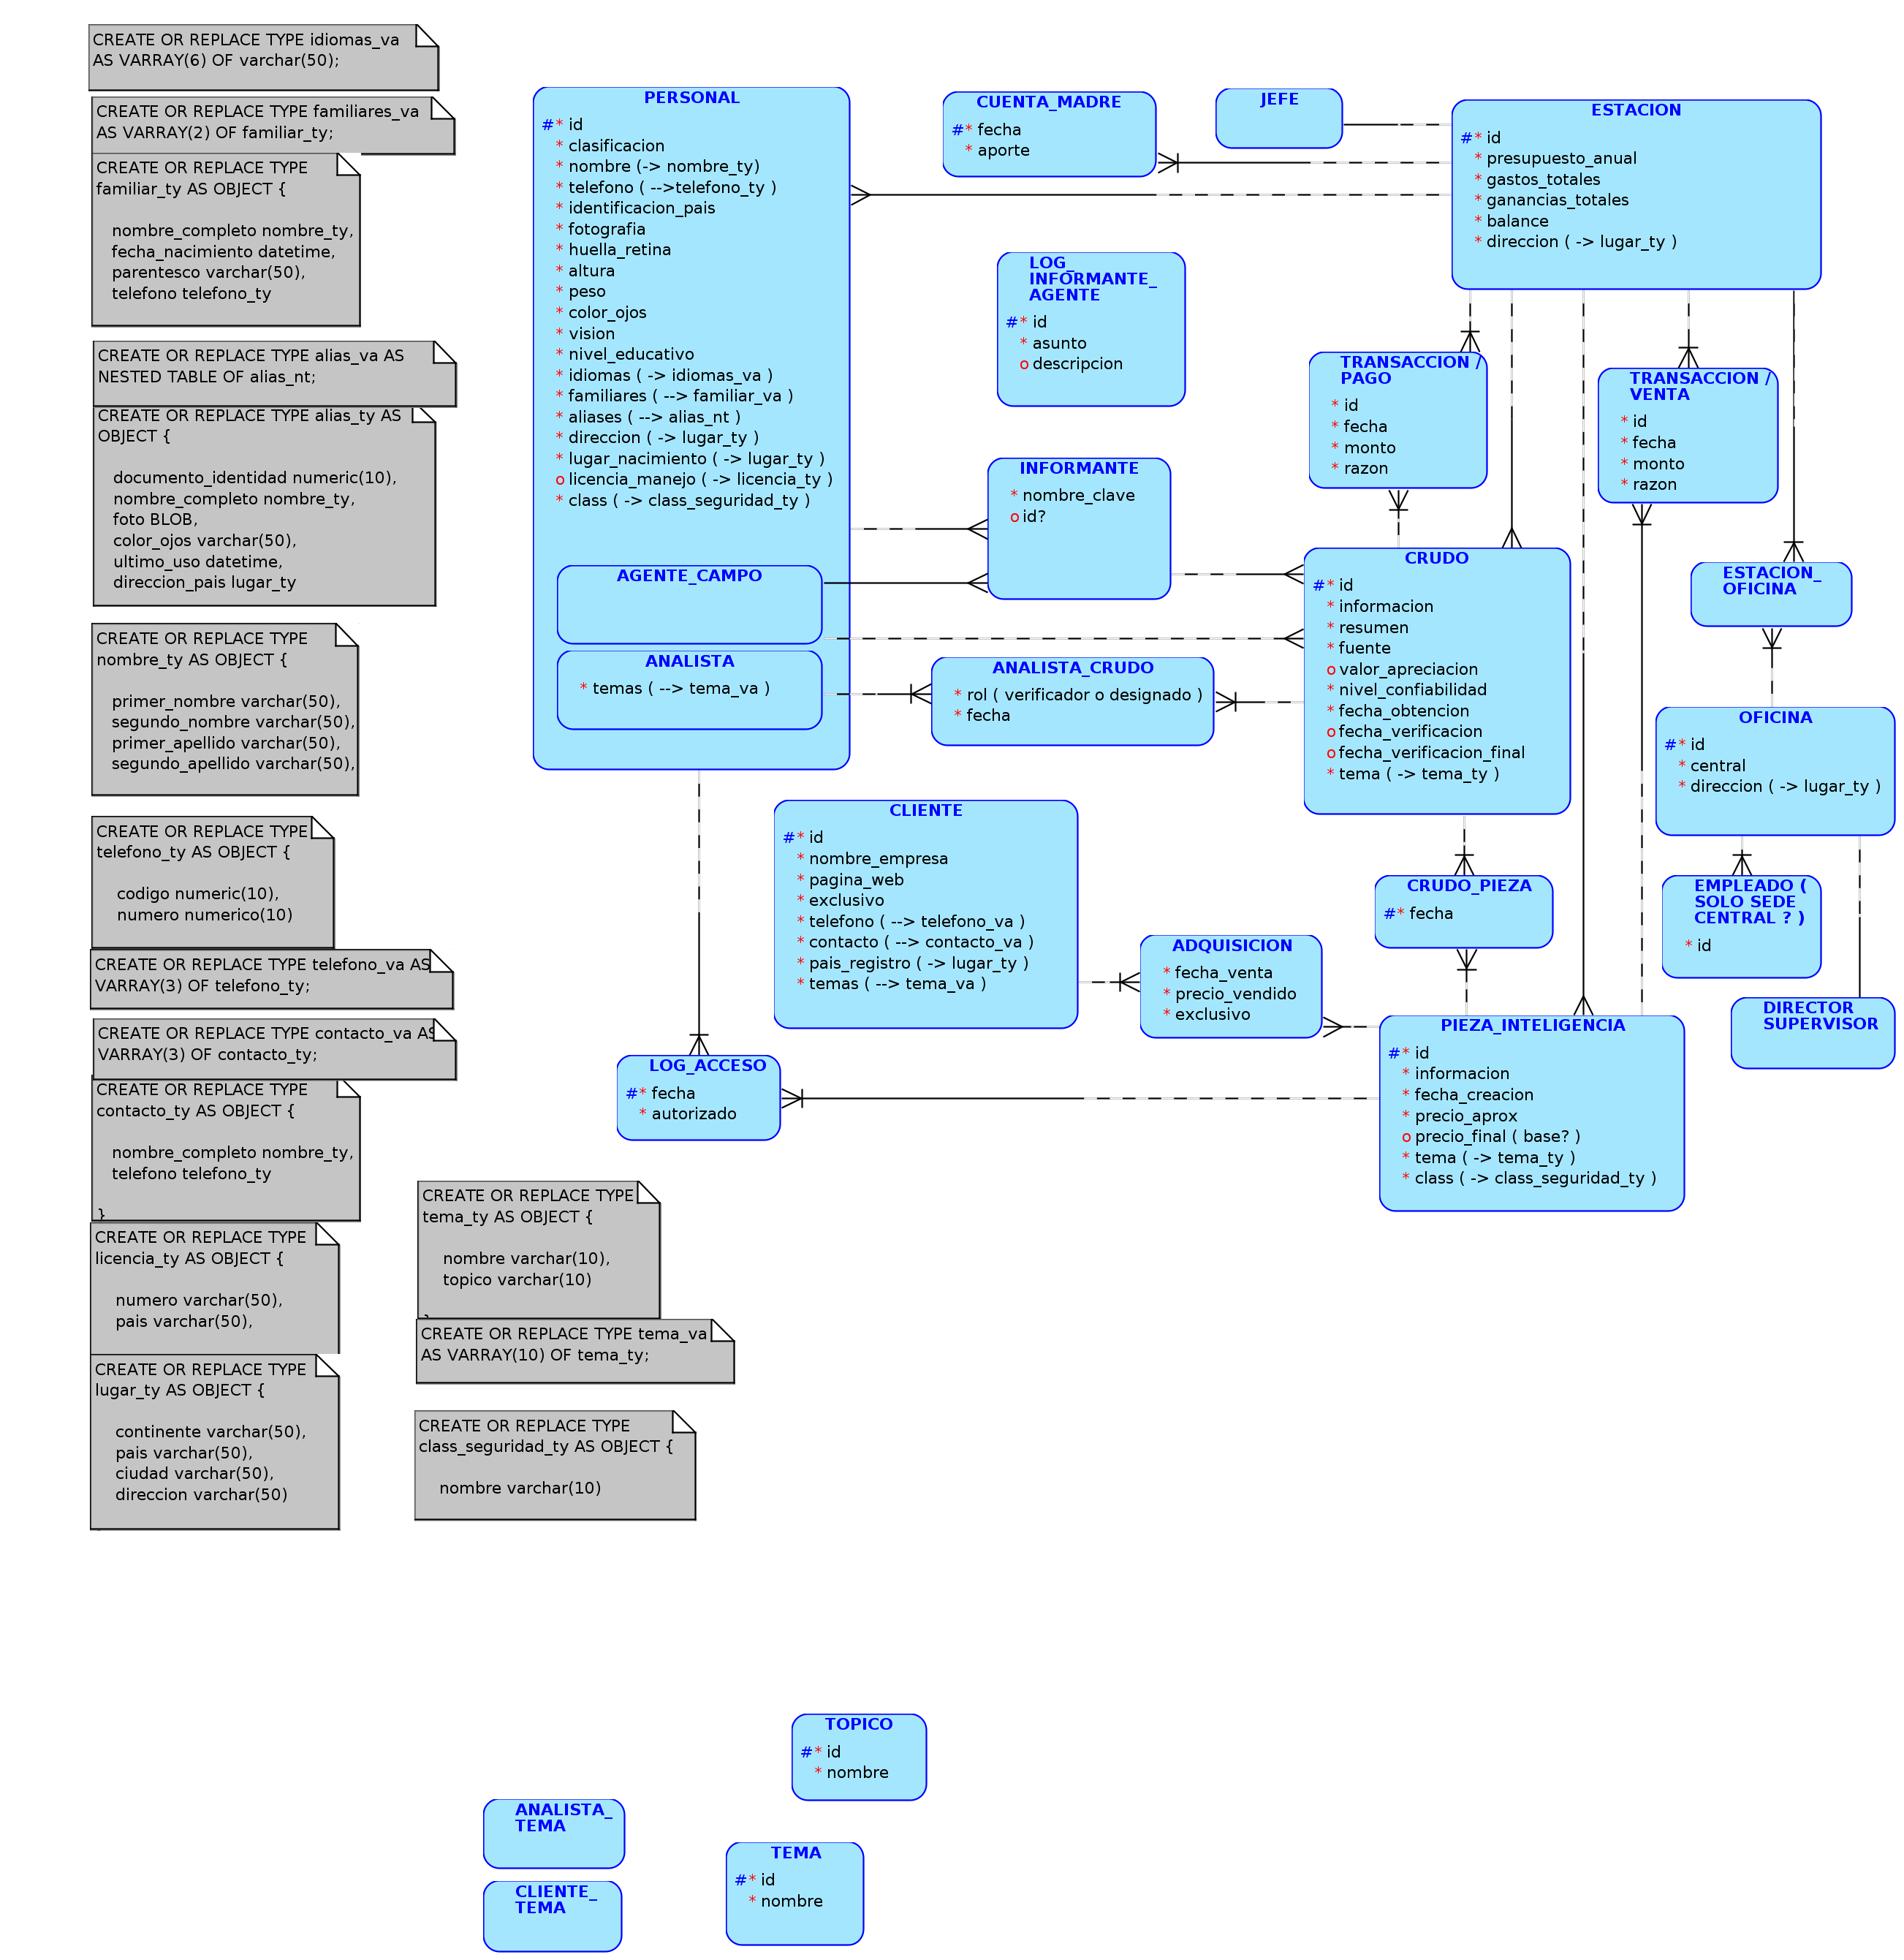 CREATE OR REPLACE TYPE idiomas_va
AS VARRAY(6) OF varchar(50);
CREATE OR REPLACE TYPE familiares_va
AS VARRAY(2) OF familiar_ty;
CREATE OR REPLACE TYPE
familiar_ty AS OBJECT {
nombre_completo nombre_ty,
fecha_nacimiento datetime,
parentesco varchar(50),
telefono telefono_ty
CREATE OR REPLACE TYPE alias_va AS
NESTED TABLE OF alias_nt;
CREATE OR REPLACE TYPE alias_ty AS
OBJECT {
documento_identidad numeric(10),
nombre_completo nombre_ty,
foto BLOB,
color_ojos varchar(50),
ultimo_uso datetime,
direccion_pais lugar_ty
CREATE OR REPLACE TYPE
nombre_ty AS OBJECT {
primer_nombre varchar(50),
segundo_nombre varchar(50),
primer_apellido varchar(50),
segundo_apellido varchar(50),
CREATE OR REPLACE TYPE
telefono_ty AS OBJECT {
codigo numeric(10),
numero numerico(10)
CREATE OR REPLACE TYPE telefono_va AS
VARRAY(3) OF telefono_ty;
CREATE OR REPLACE TYPE contacto_va AS
VARRAY(3) OF contacto_ty;
CREATE OR REPLACE TYPE
contacto_ty AS OBJECT {
nombre_completo nombre_ty,
telefono telefono_ty
}
CREATE OR REPLACE TYPE
licencia_ty AS OBJECT {
numero varchar(50),
pais varchar(50),
CREATE OR REPLACE TYPE
lugar_ty AS OBJECT {
continente varchar(50),
pais varchar(50),
ciudad varchar(50),
direccion varchar(50)
CREATE OR REPLACE TYPE
tema_ty AS OBJECT {
nombre varchar(10),
topico varchar(10)
CREATE OR REPLACE TYPE tema_va
AS VARRAY(10) OF tema_ty;
CREATE OR REPLACE TYPE
class_seguridad_ty AS OBJECT {
nombre varchar(10)
PERSONAL
#* id
* clasificacion
* nombre (-> nombre_ty)
* telefono ( -->telefono_ty )
* identificacion_pais
* fotografia
* huella_retina
* altura
* peso
* color_ojos
* vision
* nivel_educativo
* idiomas ( -> idiomas_va )
* familiares ( --> familiar_va )
* aliases ( --> alias_nt )
* direccion ( -> lugar_ty )
* lugar_nacimiento ( -> lugar_ty )
o licencia_manejo ( -> licencia_ty )
* class ( -> class_seguridad_ty )
AGENTE_CAMPO
ANALISTA
* temas ( --> tema_va )
CUENTA_MADRE
#* fecha
* aporte
JEFE
ESTACION
#* id
* presupuesto_anual
* gastos_totales
* ganancias_totales
* balance
* direccion ( -> lugar_ty )
LOG_
INFORMANTE_
AGENTE
#* id
* asunto
o descripcion
INFORMANTE
* nombre_clave
o id?
TRANSACCION /
PAGO
* id
* fecha
* monto
* razon
TRANSACCION /
VENTA
* id
* fecha
* monto
* razon
CRUDO
#* id
* informacion
* resumen
* fuente
o valor_apreciacion
* nivel_confiabilidad
* fecha_obtencion
o fecha_verificacion
o fecha_verificacion_final
* tema ( -> tema_ty )
ANALISTA_CRUDO
* rol ( verificador o designado )
* fecha
ESTACION_
OFICINA
OFICINA
#* id
* central
* direccion ( -> lugar_ty )
EMPLEADO (
SOLO SEDE
CENTRAL ? )
* id
DIRECTOR
SUPERVISOR
CLIENTE
#* id
* nombre_empresa
* pagina_web
* exclusivo
* telefono ( --> telefono_va )
* contacto ( --> contacto_va )
* pais_registro ( -> lugar_ty )
* temas ( --> tema_va )
CRUDO_PIEZA
#* fecha
ADQUISICION
* fecha_venta
* precio_vendido
* exclusivo
PIEZA_INTELIGENCIA
#* id
* informacion
* fecha_creacion
* precio_aprox
o precio_final ( base? )
* tema ( -> tema_ty )
* class ( -> class_seguridad_ty )
LOG_ACCESO
#* fecha
* autorizado
TOPICO
#* id
* nombre
ANALISTA_
TEMA
TEMA
#* id
* nombre
CLIENTE_
TEMA